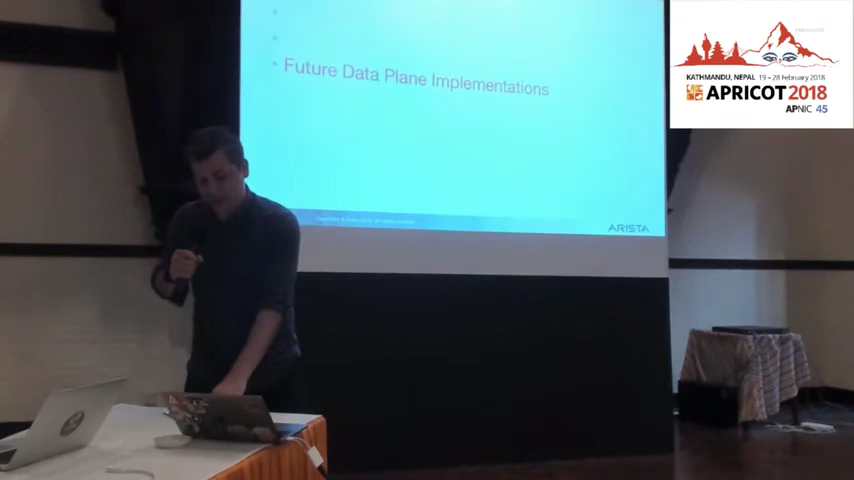 Future Data Plane Implementations
ARISTA
KATHMANDU, NEPAL 19 – 28 February 2018
APRICOT 2018
APNIC 45